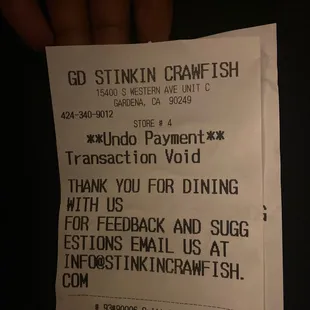 GD STINKIN CRAWFISH
15400 S WESTERN AVE UNIT C
GARDENA, CA 90249
424-340-9012
STORE # 4
**Undo Payment**
Transaction Void
THANK YOU FOR DINING
WITH US
FOR FEEDBACK AND SUGG
ESTIONS EMAIL US AT
INFO@STINKINCRAWFISH.
COM